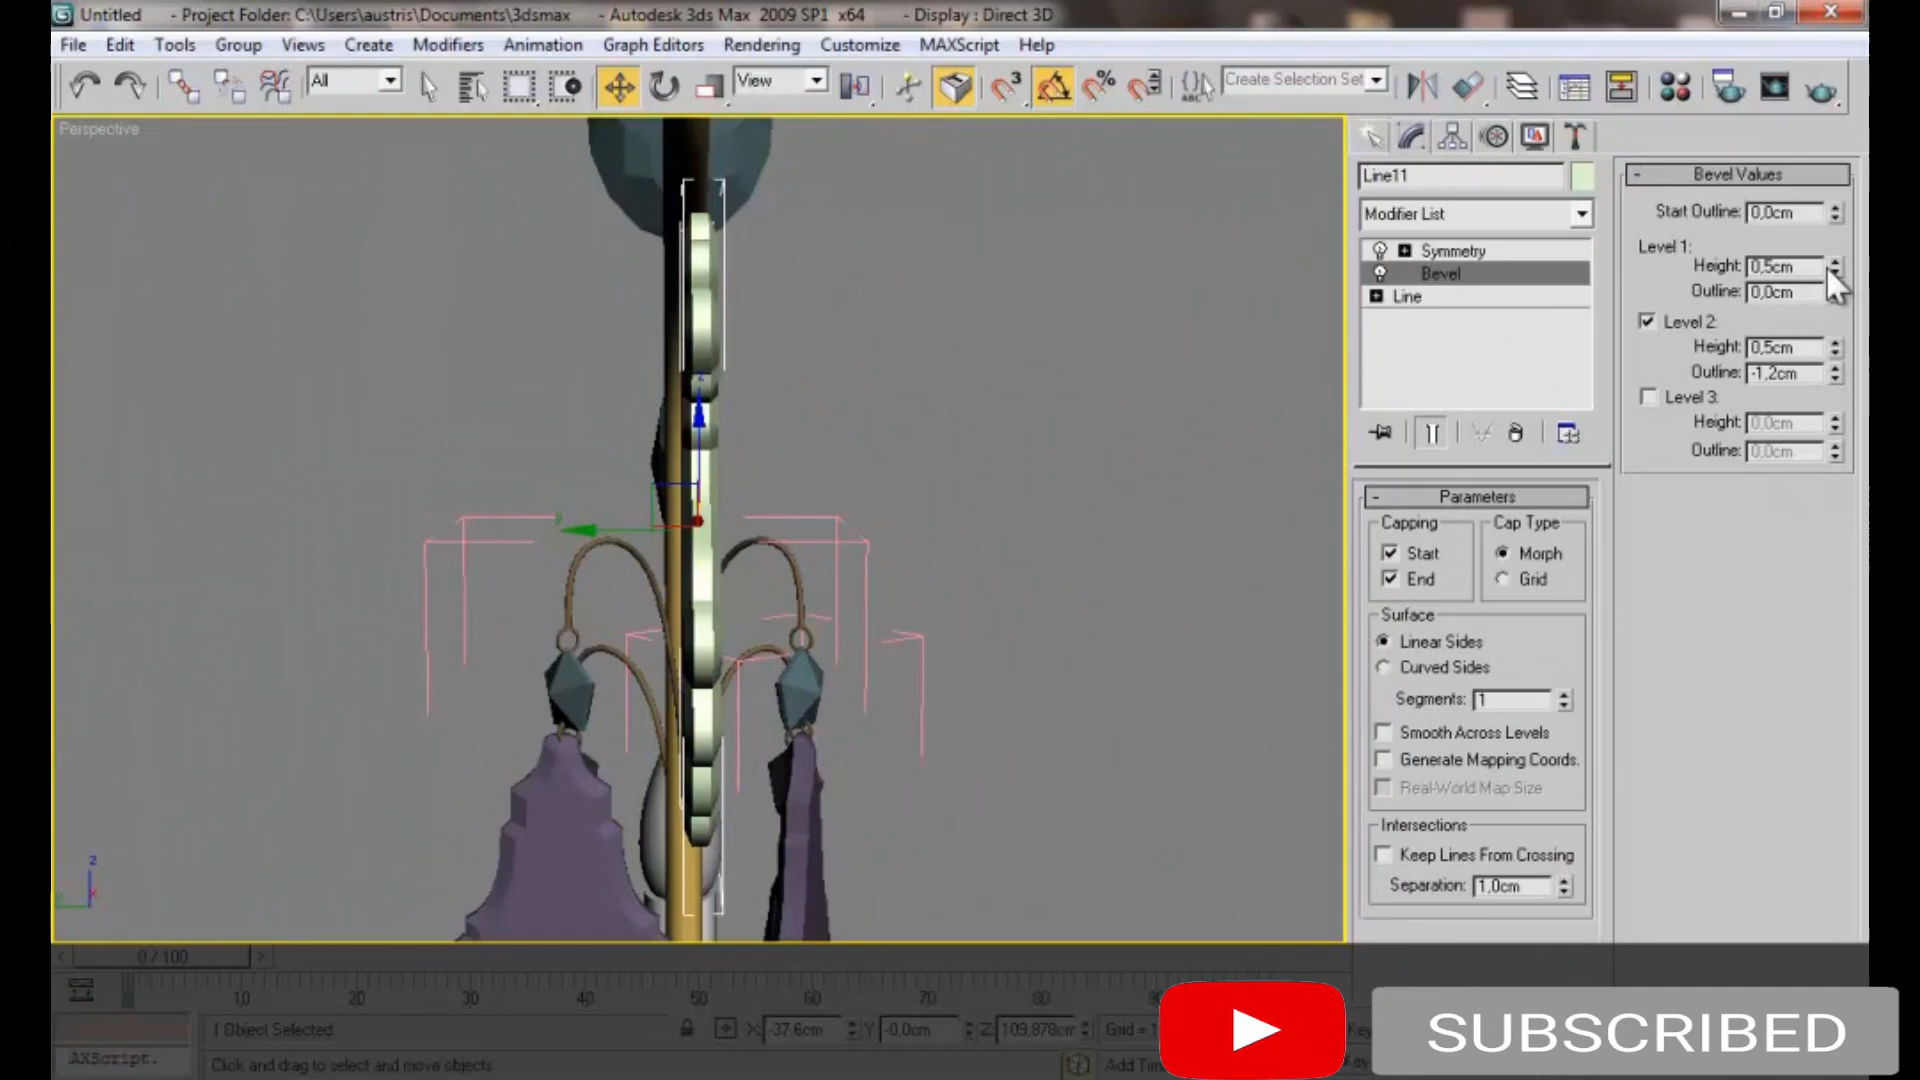 Untitled - Project Folder: C:\Users\austris\Documents\3dsmax - Autodesk 3ds Max 2009 SP1 x64 - Display : Direct 3D
File Edit Tools Group Views Create Modifiers Animation Graph Editors Rendering Customize MAXScript Help
All View 3 % ABC Create Selection Set
Perspective
Line11
Modifier List
Symmetry
Bevel
Line
Bevel Values
Start Outline: 0,0cm
Level 1:
Height: 0,5cm
Outline: 0,0cm
Level 2:
Height: 0,5cm
Outline: -1,2cm
Level 3:
Height: 0,0cm
Outline: 0,0cm
Parameters
Capping
Start
End
Cap Type
Morph
Grid
Surface
Linear Sides
Curved Sides
Segments: 1
Smooth Across Levels
Generate Mapping Coords.
Real-World Map Size
Intersections
Keep Lines From Crossing
Separation: 1,0cm
z
y
z
0 / 100
10 20 30 40 50 60 70 80
1 Object Selected X: -37,6cm Y: -0,0cm Z: 109,878cm Grid = 1
AXScript. Click and drag to select and move objects Add
SUBSCRIBED